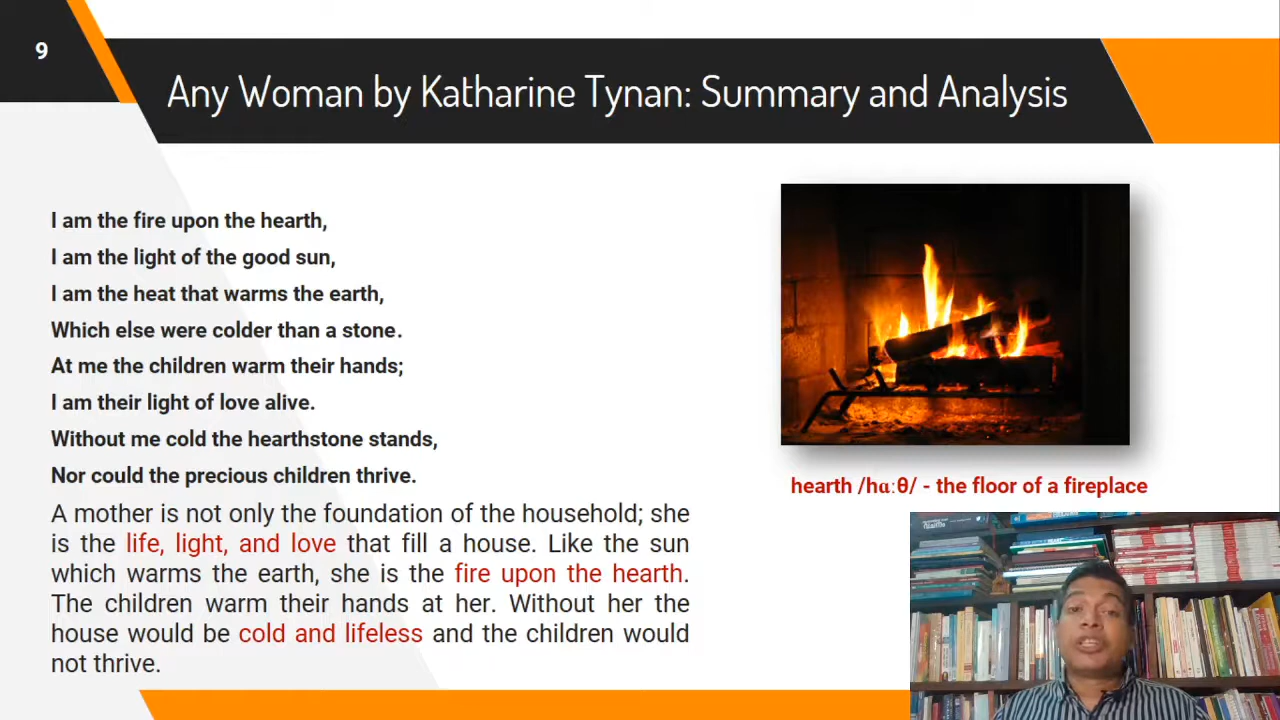 9
Any Woman by Katharine Tynan: Summary and Analysis
I am the fire upon the hearth,
I am the light of the good sun,
I am the heat that warms the earth,
Which else were colder than a stone.
At me the children warm their hands;
I am their light of love alive.
Without me cold the hearthstone stands,
Nor could the precious children thrive.
A mother is not only the foundation of the household; she
is the life, light, and love that fill a house. Like the sun
which warms the earth, she is the fire upon the hearth.
The children warm their hands at her. Without her the
house would be cold and lifeless and the children would
not thrive.
hearth /hɑːθ/ - the floor of a fireplace